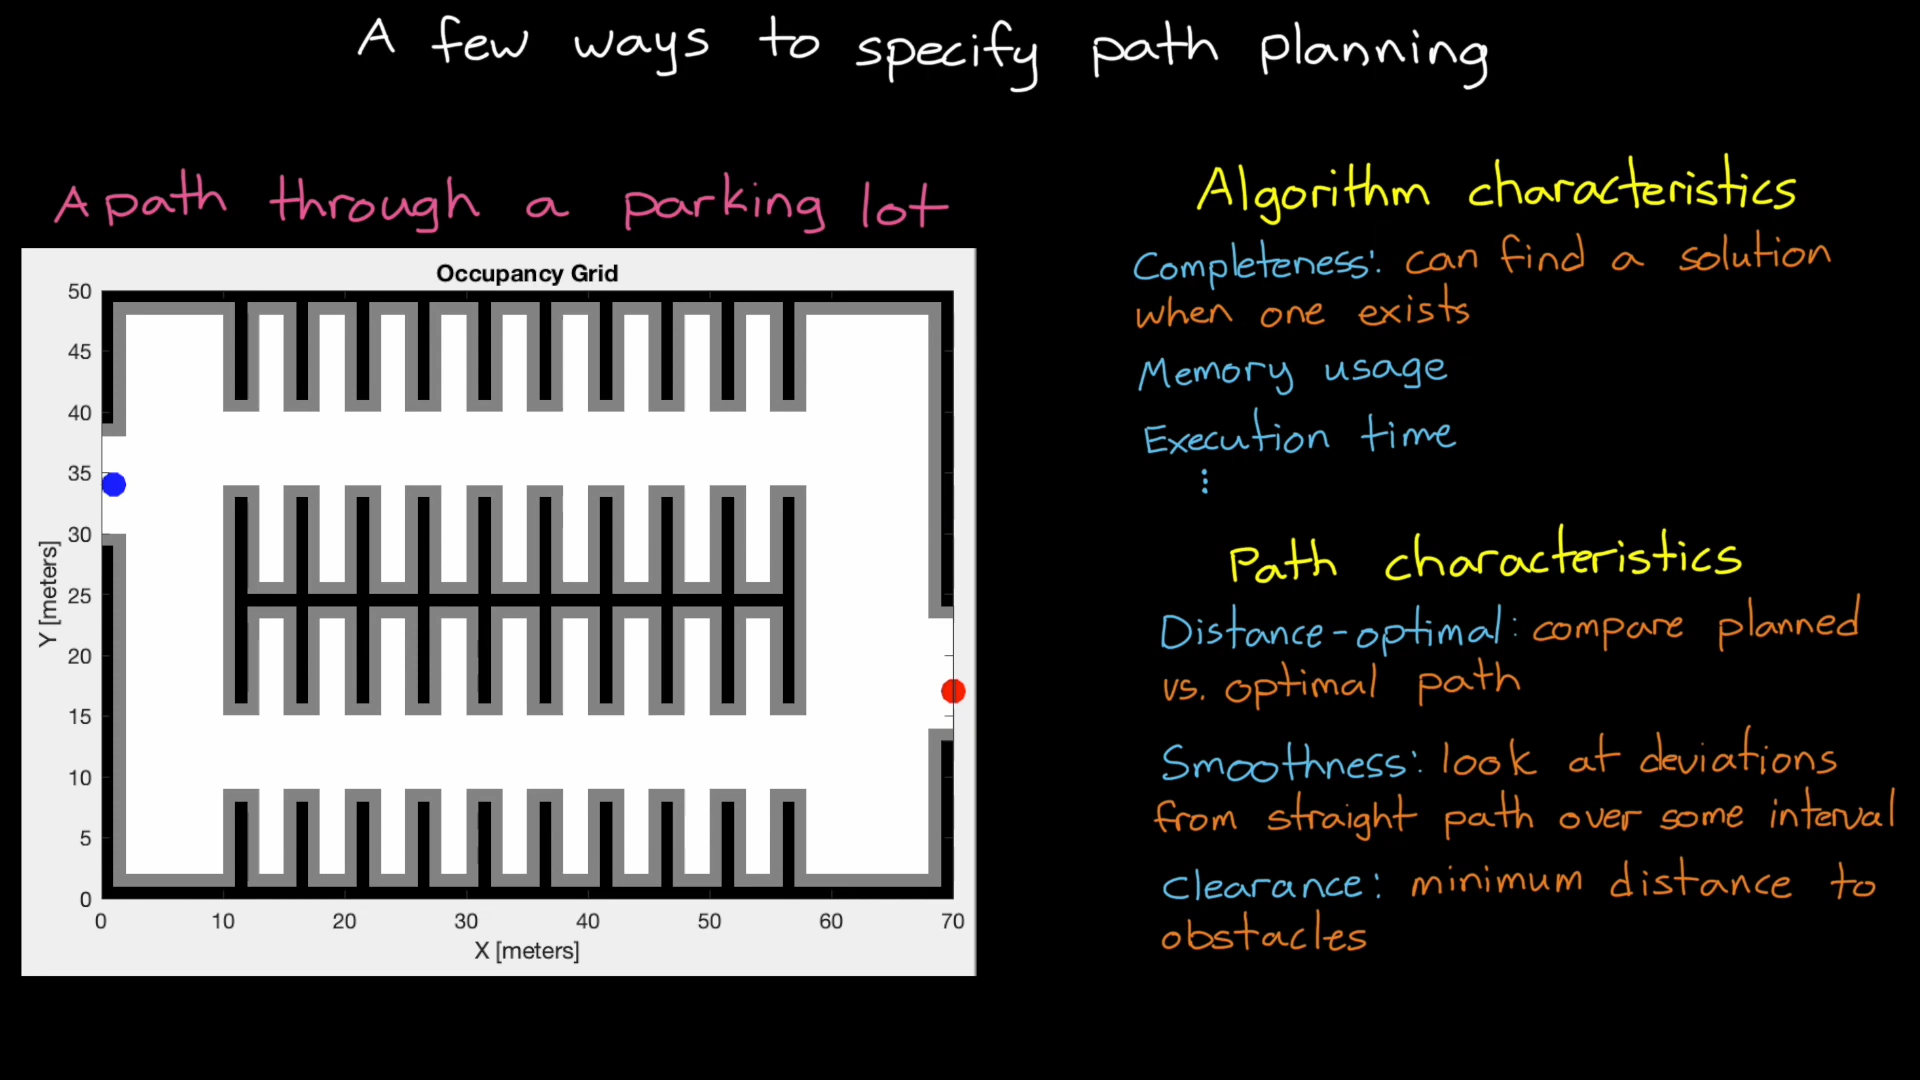 A few ways to specify path planning
A path through a parking lot
Occupancy Grid
50
45
40
35
30
25
20
15
10
5
0
Y [meters]
0 10 20 30 40 50 60 70
X [meters]
Algorithm characteristics
Completeness: can find a solution
when one exists
Memory usage
Execution time
⋮
Path characteristics
Distance-optimal: compare planned
vs. optimal path
Smoothness: look at deviations
from straight path over some interval
Clearance: minimum distance to
obstacles